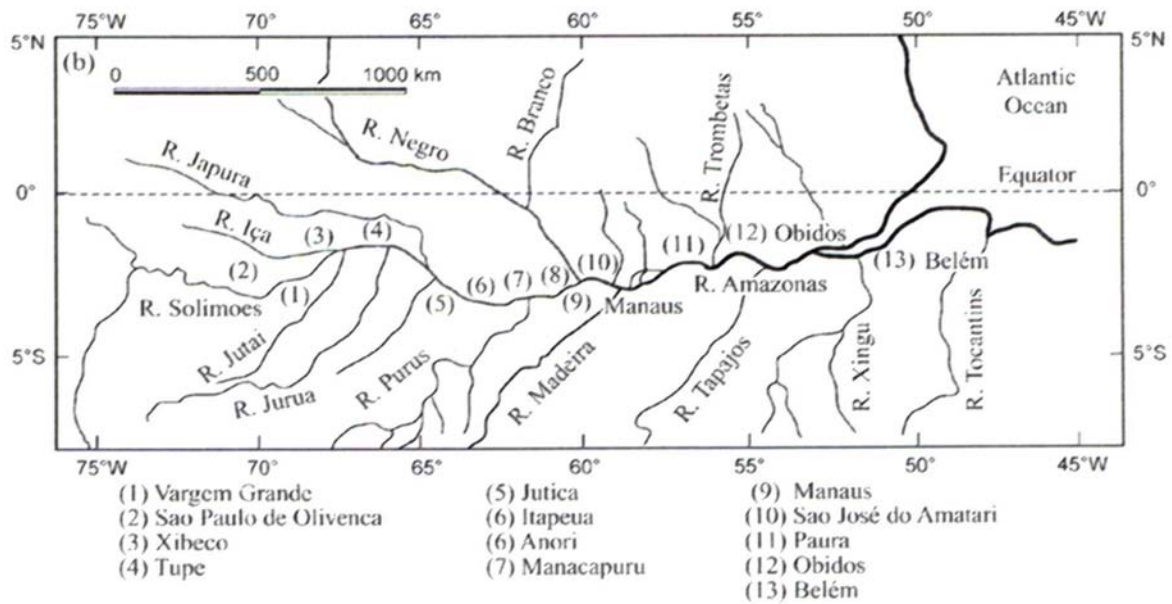 75°W 70° 65° 60° 55° 50° 45°W
5°N 5°N
(b)
0 500 1000 km
Atlantic
Occan
R. Branco
R. Trombetas
R. Negro
R. Japura
Equator
0° 0°
R. Iça
(3) (4) (11) (12) Obidos
(2) (1) (5) (6) (7) (8) (9) (10) (13) Belém
R. Solimoes
Manaus
R. Amazonas
5°S 5°S
R. Jutai
R. Jurua
R. Purus
R. Madeira
R. Tapajos
R. Xingu
R. Tocantins
75°W 70° 65° 60° 55° 50° 45°W
(1) Vargem Grande
(2) Sao Paulo de Olivenca
(3) Xibeco
(4) Tupe
(5) Jutica
(6) Itapeua
(6) Anori
(7) Manacapuru
(9) Manaus
(10) Sao José do Amatari
(11) Paura
(12) Obidos
(13) Belém